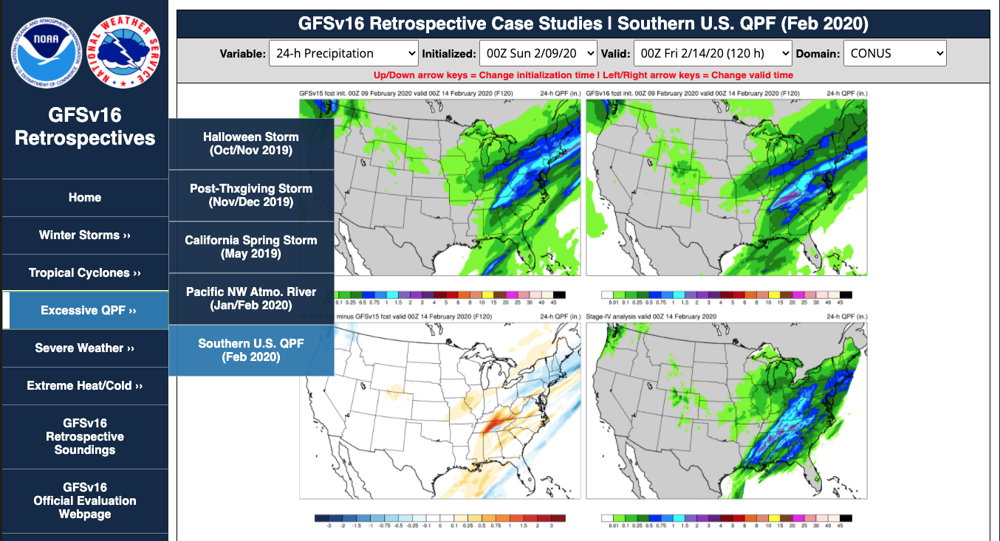 NATIONAL OCEANIC AND ATMOSPHERIC ADMINISTRATION
NOAA
U.S. DEPARTMENT OF COMMERCE
NATIONAL WEATHER SERVICE
GFSv16
Retrospectives
Home
Winter Storms ››
Tropical Cyclones ››
Excessive QPF ››
Severe Weather ››
Extreme Heat/Cold ››
GFSv16
Retrospective
Soundings
GFSv16
Official Evaluation
Webpage
Halloween Storm
(Oct/Nov 2019)
Post-Thxgiving Storm
(Nov/Dec 2019)
California Spring Storm
(May 2019)
Pacific NW Atmo. River
(Jan/Feb 2020)
Southern U.S. QPF
(Feb 2020)
GFSv16 Retrospective Case Studies | Southern U.S. QPF (Feb 2020)
Variable: 24-h Precipitation Initialized: 00Z Sun 2/09/20 Valid: 00Z Fri 2/14/20 (120 h) Domain: CONUS
Up/Down arrow keys = Change initialization time | Left/Right arrow keys = Change valid time
GFSv15 fcst init. 00Z 09 February 2020 valid 00Z 14 February 2020 (F120) 24-h QPF (in.)
0.1 0.25 0.5 0.75 1 1.5 2 3 4 5 6 8 10 15 20 25 30 40 45
GFSv16 fcst init. 00Z 09 February 2020 valid 00Z 14 February 2020 (F120) 24-h QPF (in.)
0.01 0.1 0.25 0.5 0.75 1 1.5 2 3 4 5 6 8 10 15 20 25 30 40 45
minus GFSv15 fcst valid 00Z 14 February 2020 (F120) 24-h QPF (in.)
-3 -2 -1.5 -1 -0.75 -0.5 -0.25 -0.1 0 0.1 0.25 0.5 0.75 1 1.5 2 3
Stage-IV analysis valid 00Z 14 February 2020 24-h QPF (in.)
0.01 0.1 0.25 0.5 0.75 1 1.5 2 3 4 5 6 8 10 15 20 25 30 40 45